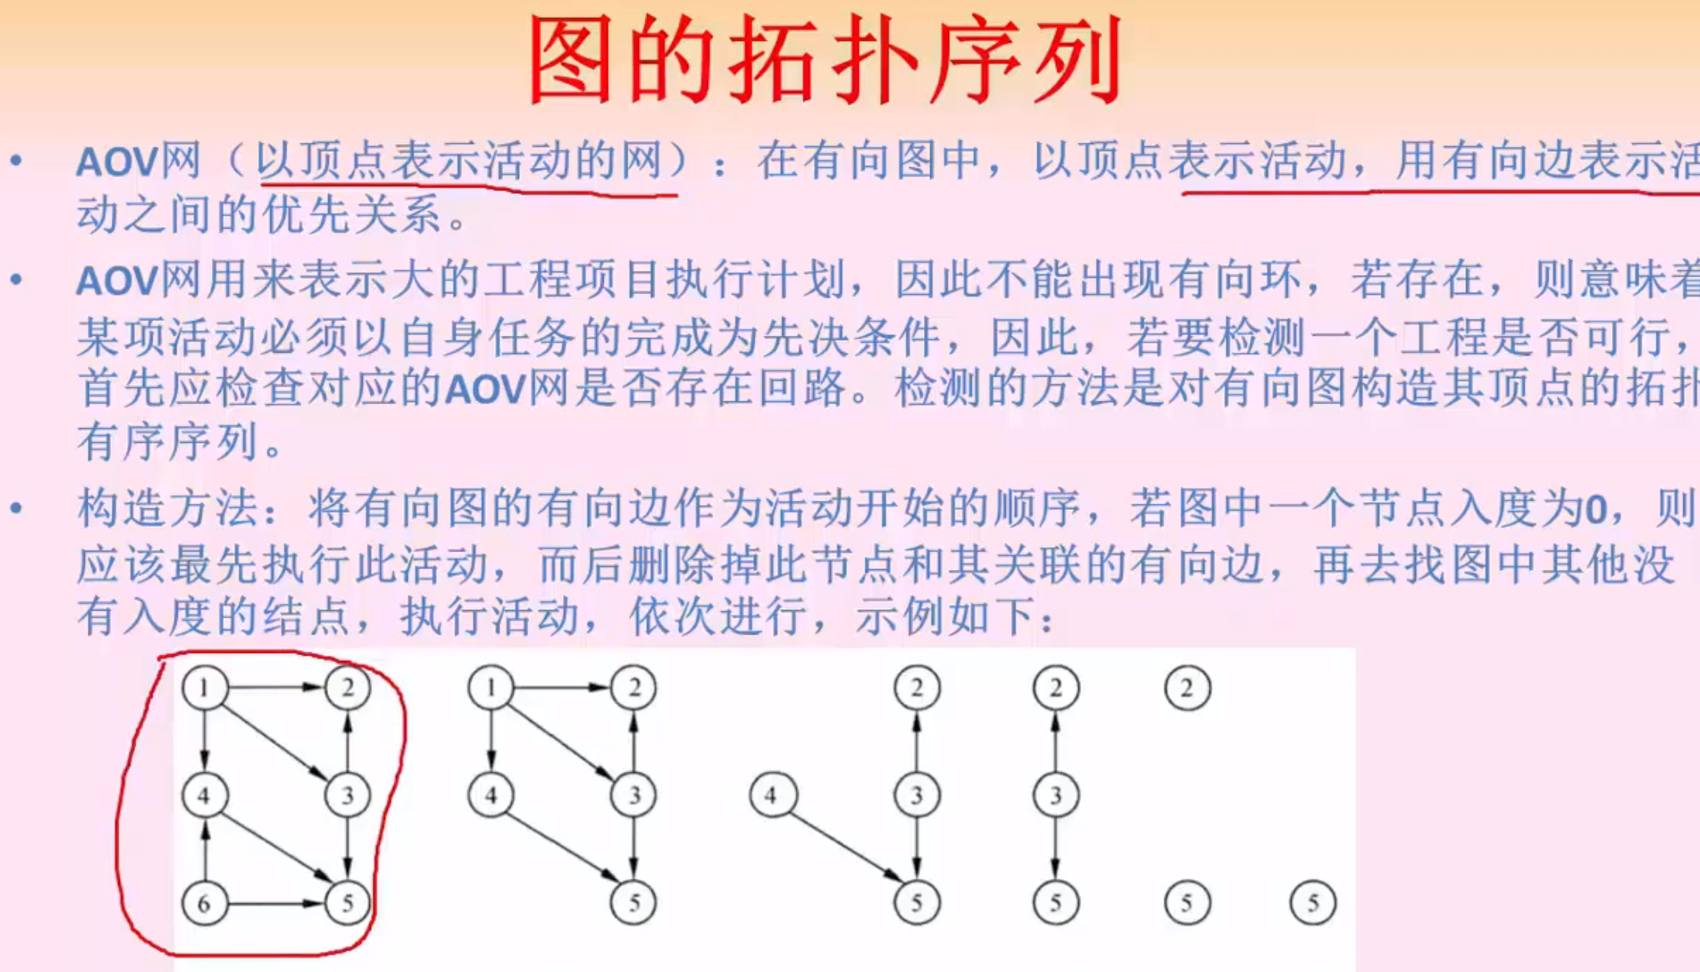 图的拓扑序列
• AOV网（以顶点表示活动的网）：在有向图中，以顶点表示活动，用有向边表示活
动之间的优先关系。
• AOV网用来表示大的工程项目执行计划，因此不能出现有向环，若存在，则意味着
某项活动必须以自身任务的完成为先决条件，因此，若要检测一个工程是否可行，
首先应检查对应的AOV网是否存在回路。检测的方法是对有向图构造其顶点的拓扑
有序序列。
• 构造方法：将有向图的有向边作为活动开始的顺序，若图中一个节点入度为0，则
应该最先执行此活动，而后删除掉此节点和其关联的有向边，再去找图中其他没
有入度的结点，执行活动，依次进行，示例如下：
1 2 1 2 2 2 2
4 3 4 3 4 3 3
6 5 5 5 5 5 5